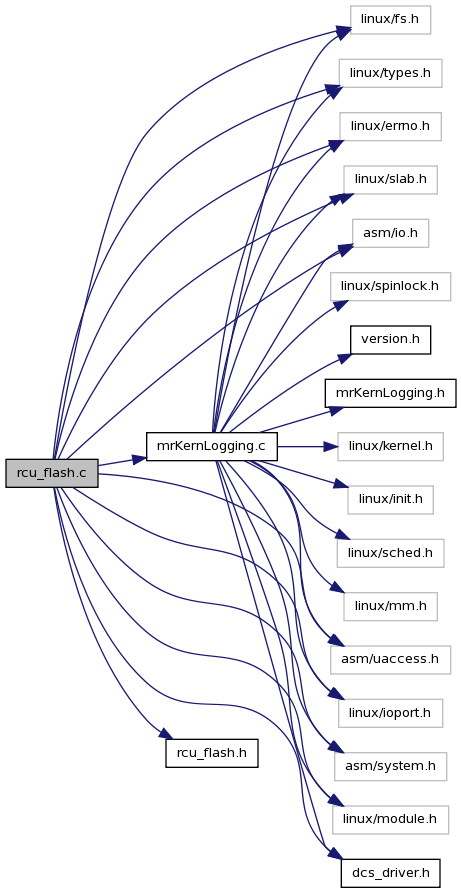 linux/fs.h
linux/types.h
linux/errno.h
linux/slab.h
asm/io.h
linux/spinlock.h
version.h
mrKernLogging.h
mrKernLogging.c
linux/kernel.h
rcu_flash.c
linux/init.h
linux/sched.h
linux/mm.h
asm/uaccess.h
linux/ioport.h
rcu_flash.h
asm/system.h
linux/module.h
dcs_driver.h